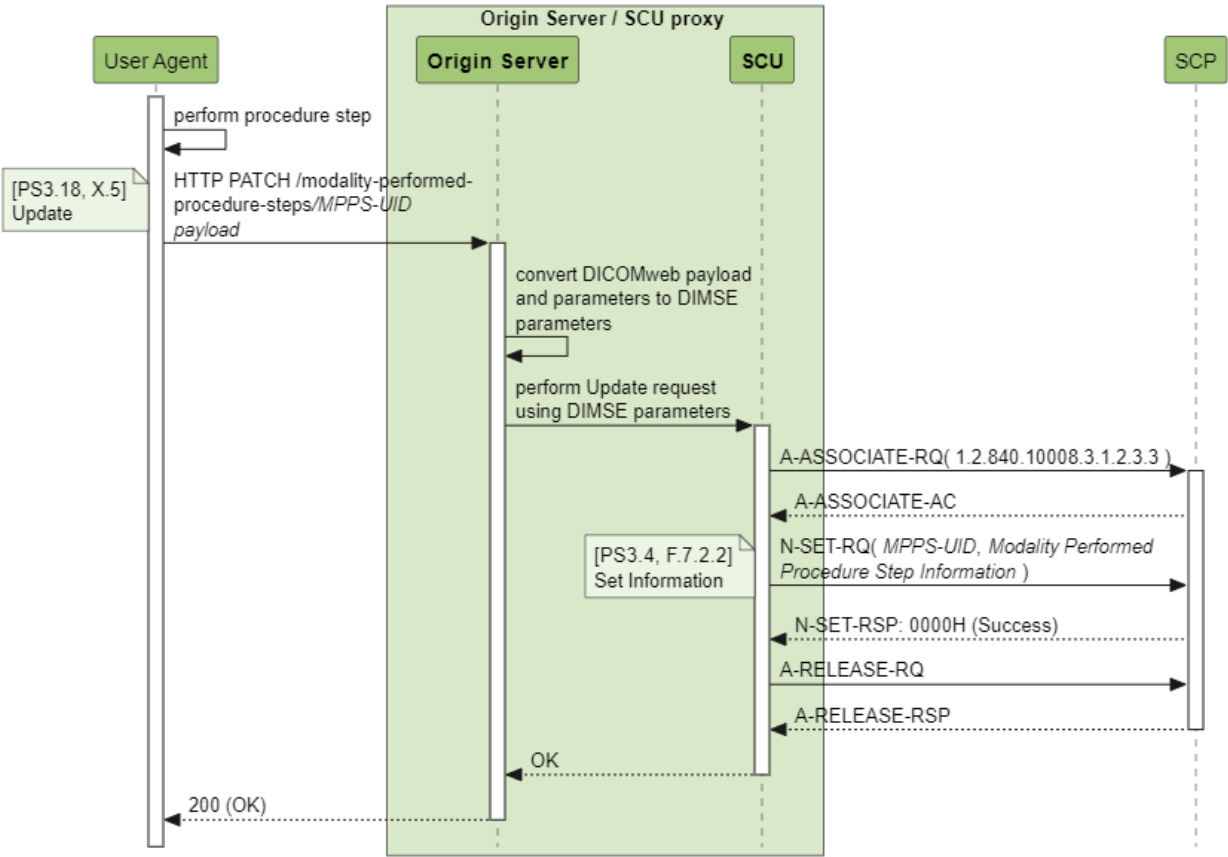 Origin Server / SCU proxy
User Agent
Origin Server
SCU
SCP
perform procedure step
[PS3.18, X.5]
Update
HTTP PATCH /modality-performed-
procedure-steps/MPPS-UID
payload
convert DICOMweb payload
and parameters to DIMSE
parameters
perform Update request
using DIMSE parameters
A-ASSOCIATE-RQ( 1.2.840.10008.3.1.2.3.3 )
A-ASSOCIATE-AC
[PS3.4, F.7.2.2]
Set Information
N-SET-RQ( MPPS-UID, Modality Performed
Procedure Step Information )
N-SET-RSP: 0000H (Success)
A-RELEASE-RQ
A-RELEASE-RSP
OK
200 (OK)